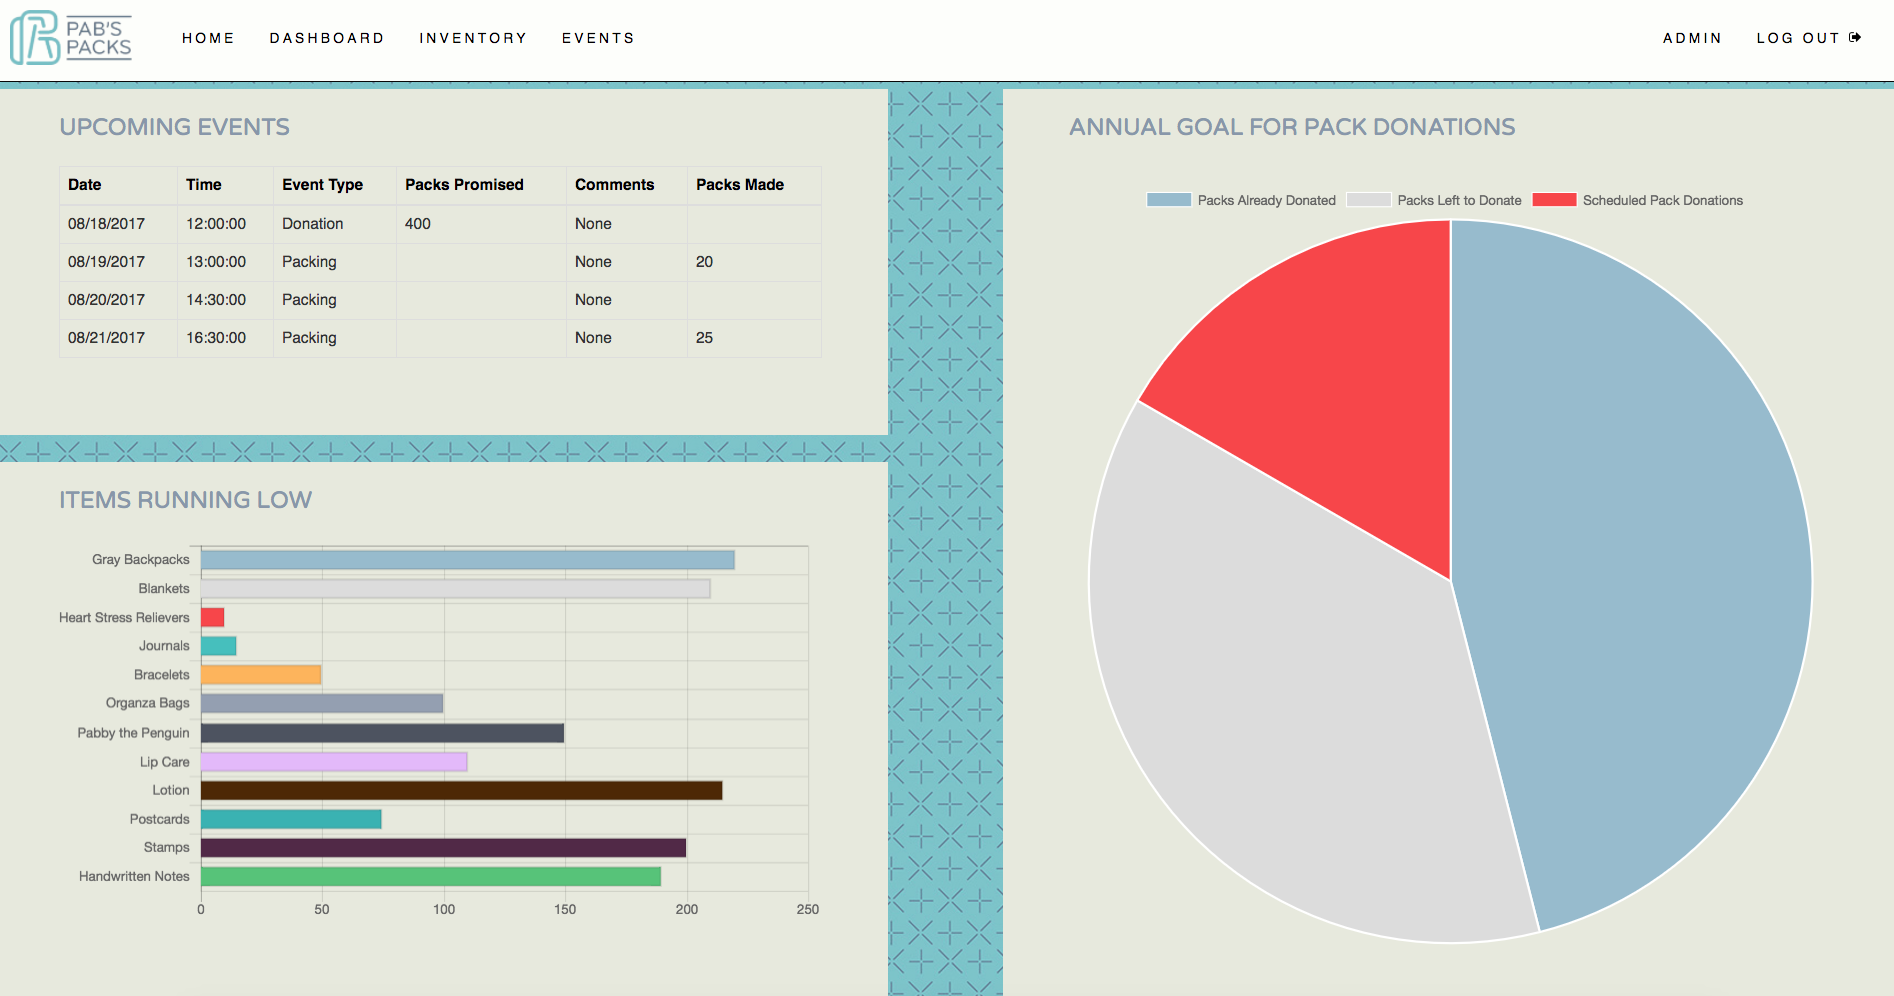 PAB'S
PACKS
HOME DASHBOARD INVENTORY EVENTS ADMIN LOG OUT
UPCOMING EVENTS
Date Time Event Type Packs Promised Comments Packs Made
08/18/2017 12:00:00 Donation 400 None
08/19/2017 13:00:00 Packing None 20
08/20/2017 14:30:00 Packing None
08/21/2017 16:30:00 Packing None 25
ITEMS RUNNING LOW
Gray Backpacks
Blankets
Heart Stress Relievers
Journals
Bracelets
Organza Bags
Pabby the Penguin
Lip Care
Lotion
Postcards
Stamps
Handwritten Notes
0 50 100 150 200 250
ANNUAL GOAL FOR PACK DONATIONS
Packs Already Donated Packs Left to Donate Scheduled Pack Donations